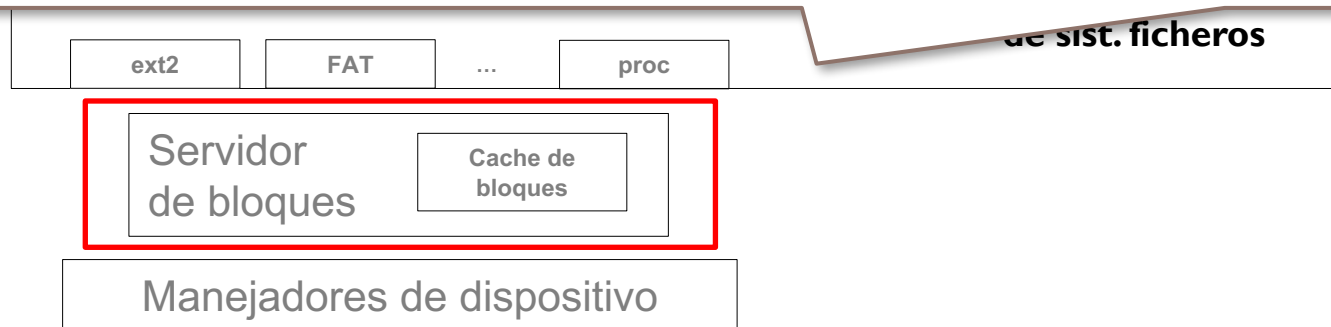 de sist. ficheros
ext2 FAT ... proc
Servidor
de bloques
Cache de
bloques
Manejadores de dispositivo